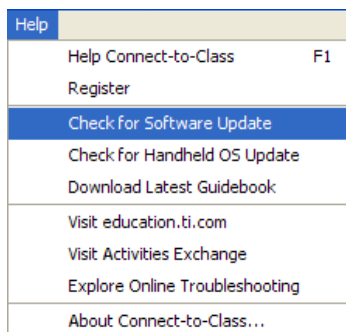 Help
Help Connect-to-Class F1
Register
Check for Software Update
Check for Handheld OS Update
Download Latest Guidebook
Visit education.ti.com
Visit Activities Exchange
Explore Online Troubleshooting
About Connect-to-Class...